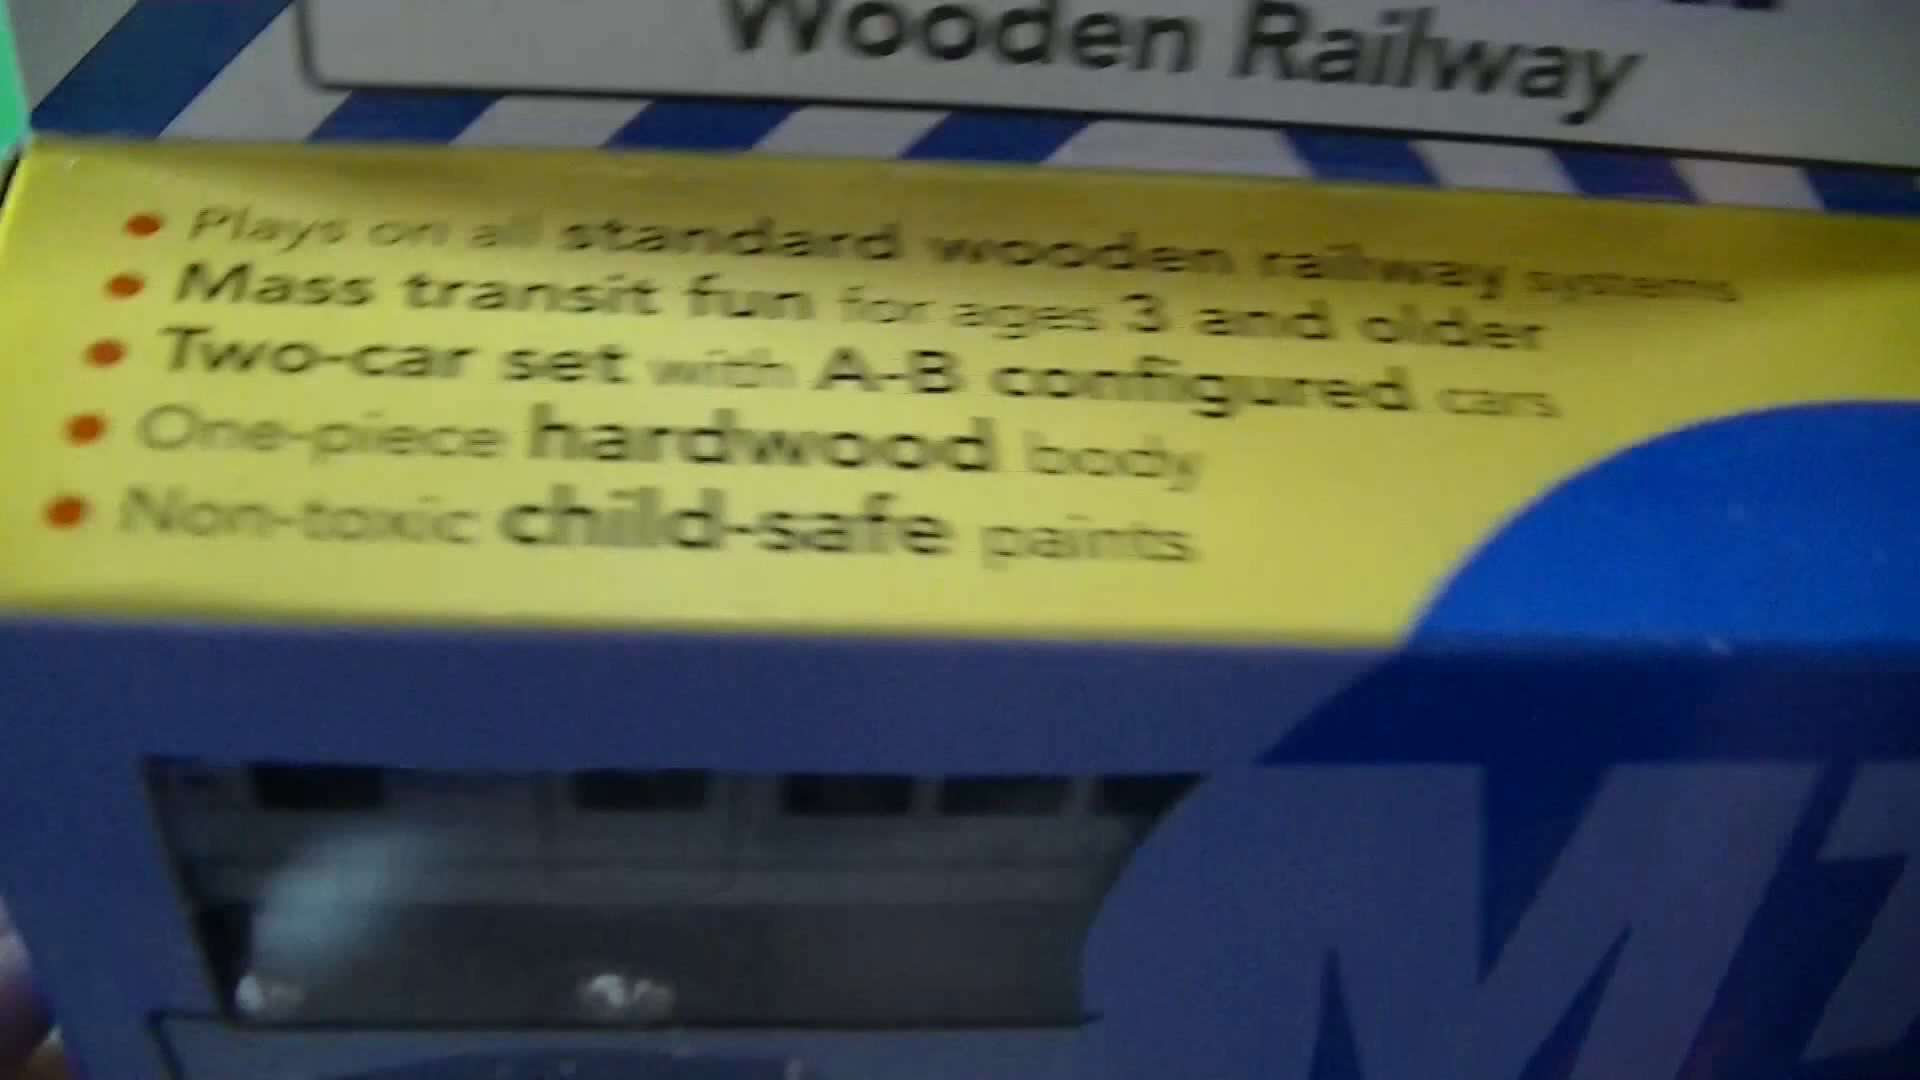 Wooden Railway
• Plays on all standard wooden railway systems
• Mass transit fun for ages 3 and older
• Two-car set with A-B configured cars
• One-piece hardwood body
• Non-toxic child-safe paints